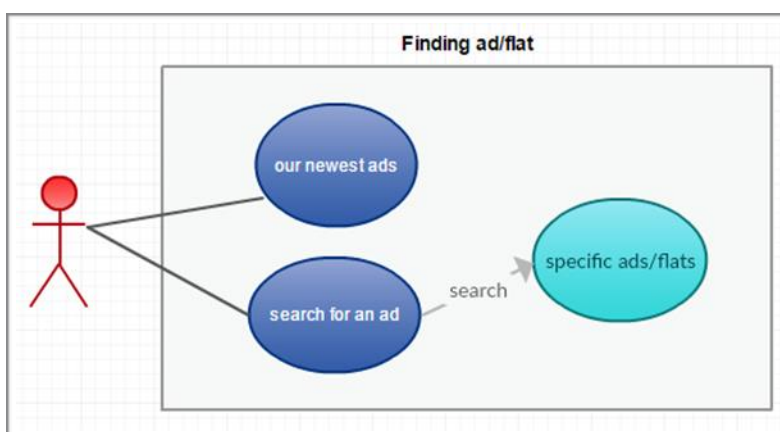 Finding ad/flat
our newest ads
specific ads/flats
search
search for an ad